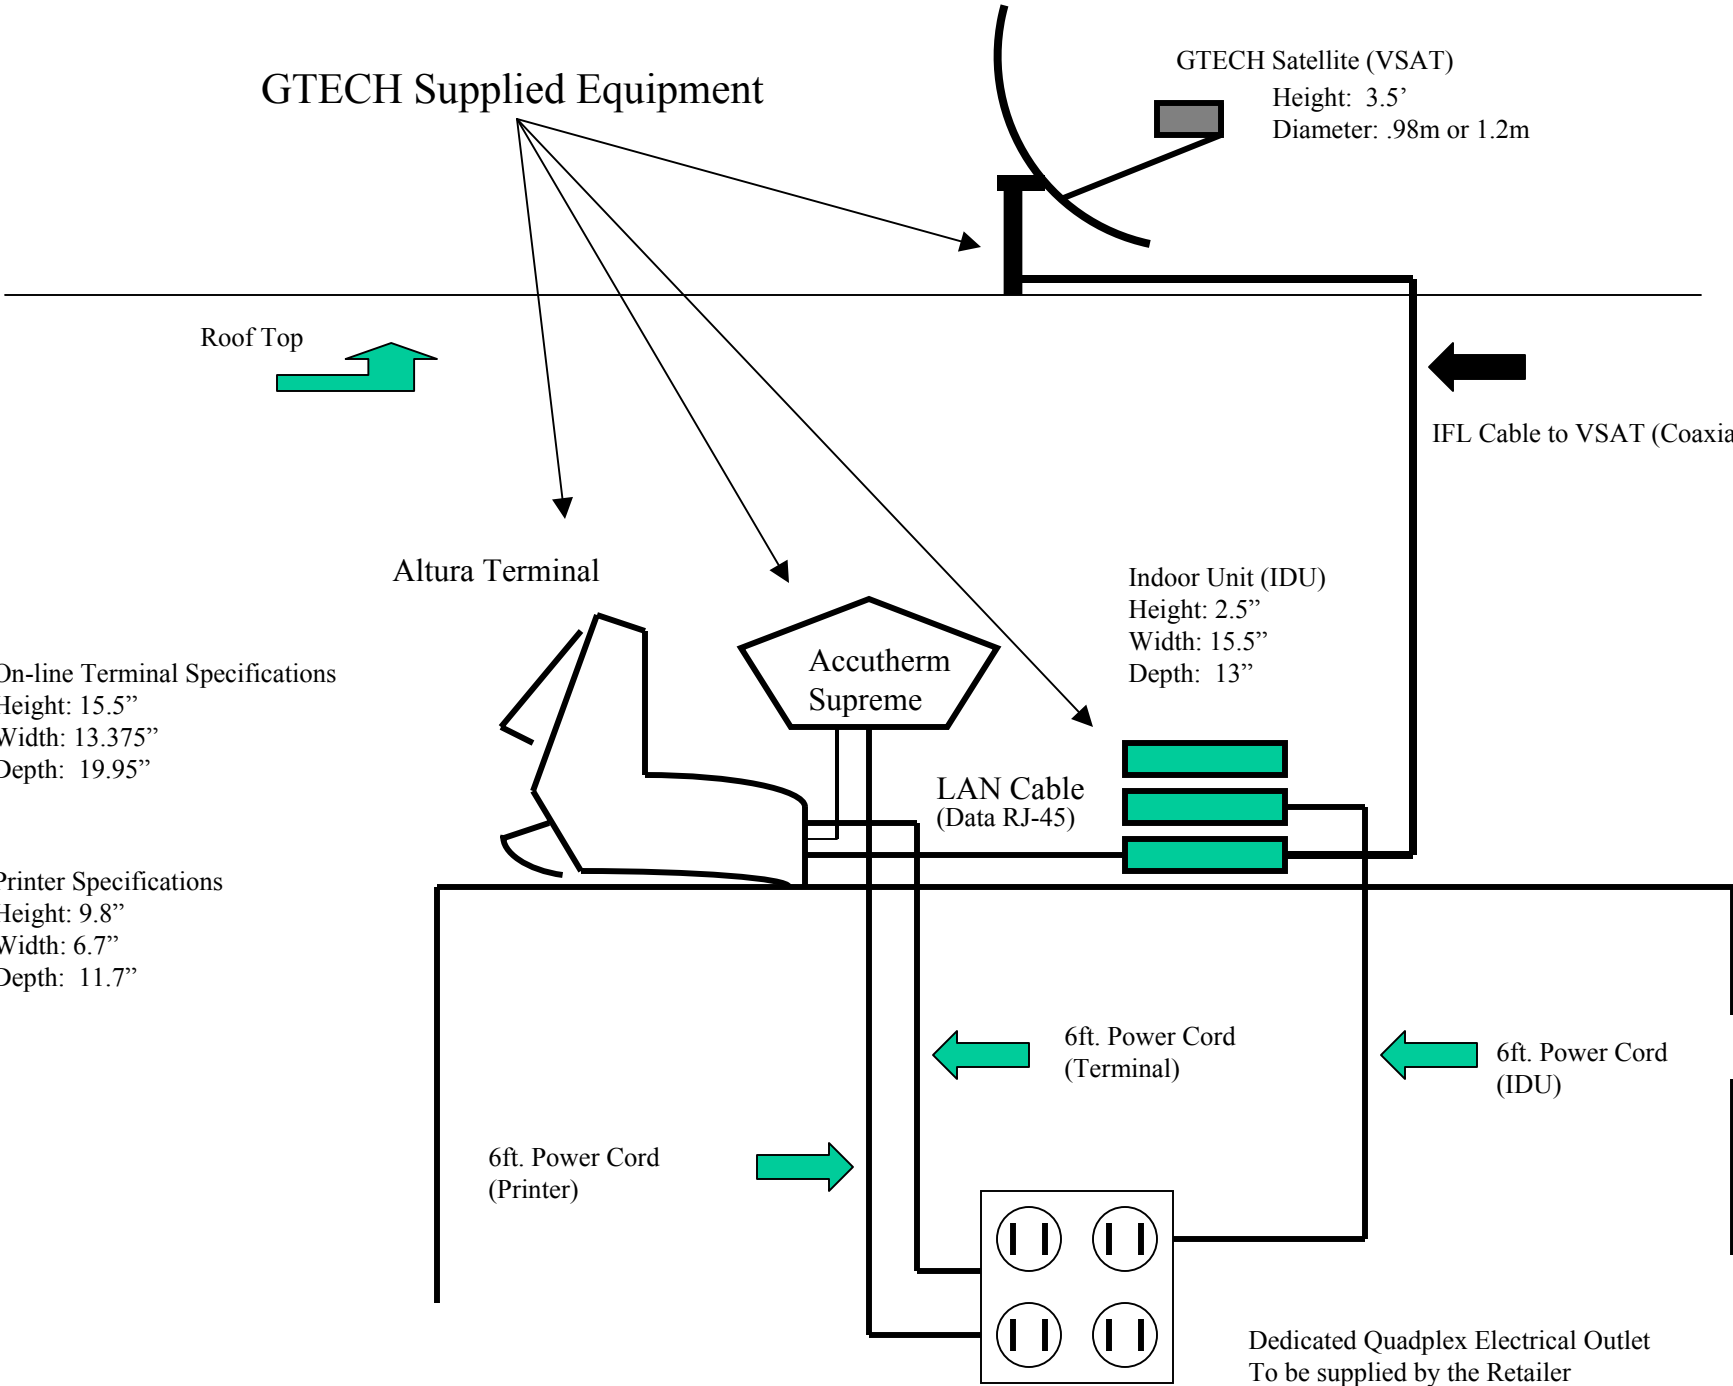 GTECH Supplied Equipment
GTECH Satellite (VSAT)
Height:  3.5’
Diameter: .98m or 1.2m
Roof Top
IFL Cable to VSAT (Coaxia
Altura Terminal
Indoor Unit (IDU)
Height: 2.5”
Width: 15.5”
Depth:  13”
Accutherm
Supreme
On-line Terminal Specifications
Height: 15.5”
Width: 13.375”
Depth:  19.95”
LAN Cable
(Data RJ-45)
Printer Specifications
Height: 9.8”
Width: 6.7”
Depth:  11.7”
6ft. Power Cord
(Terminal)
6ft. Power Cord
(IDU)
6ft. Power Cord
(Printer)
Dedicated Quadplex Electrical Outlet
To be supplied by the Retailer